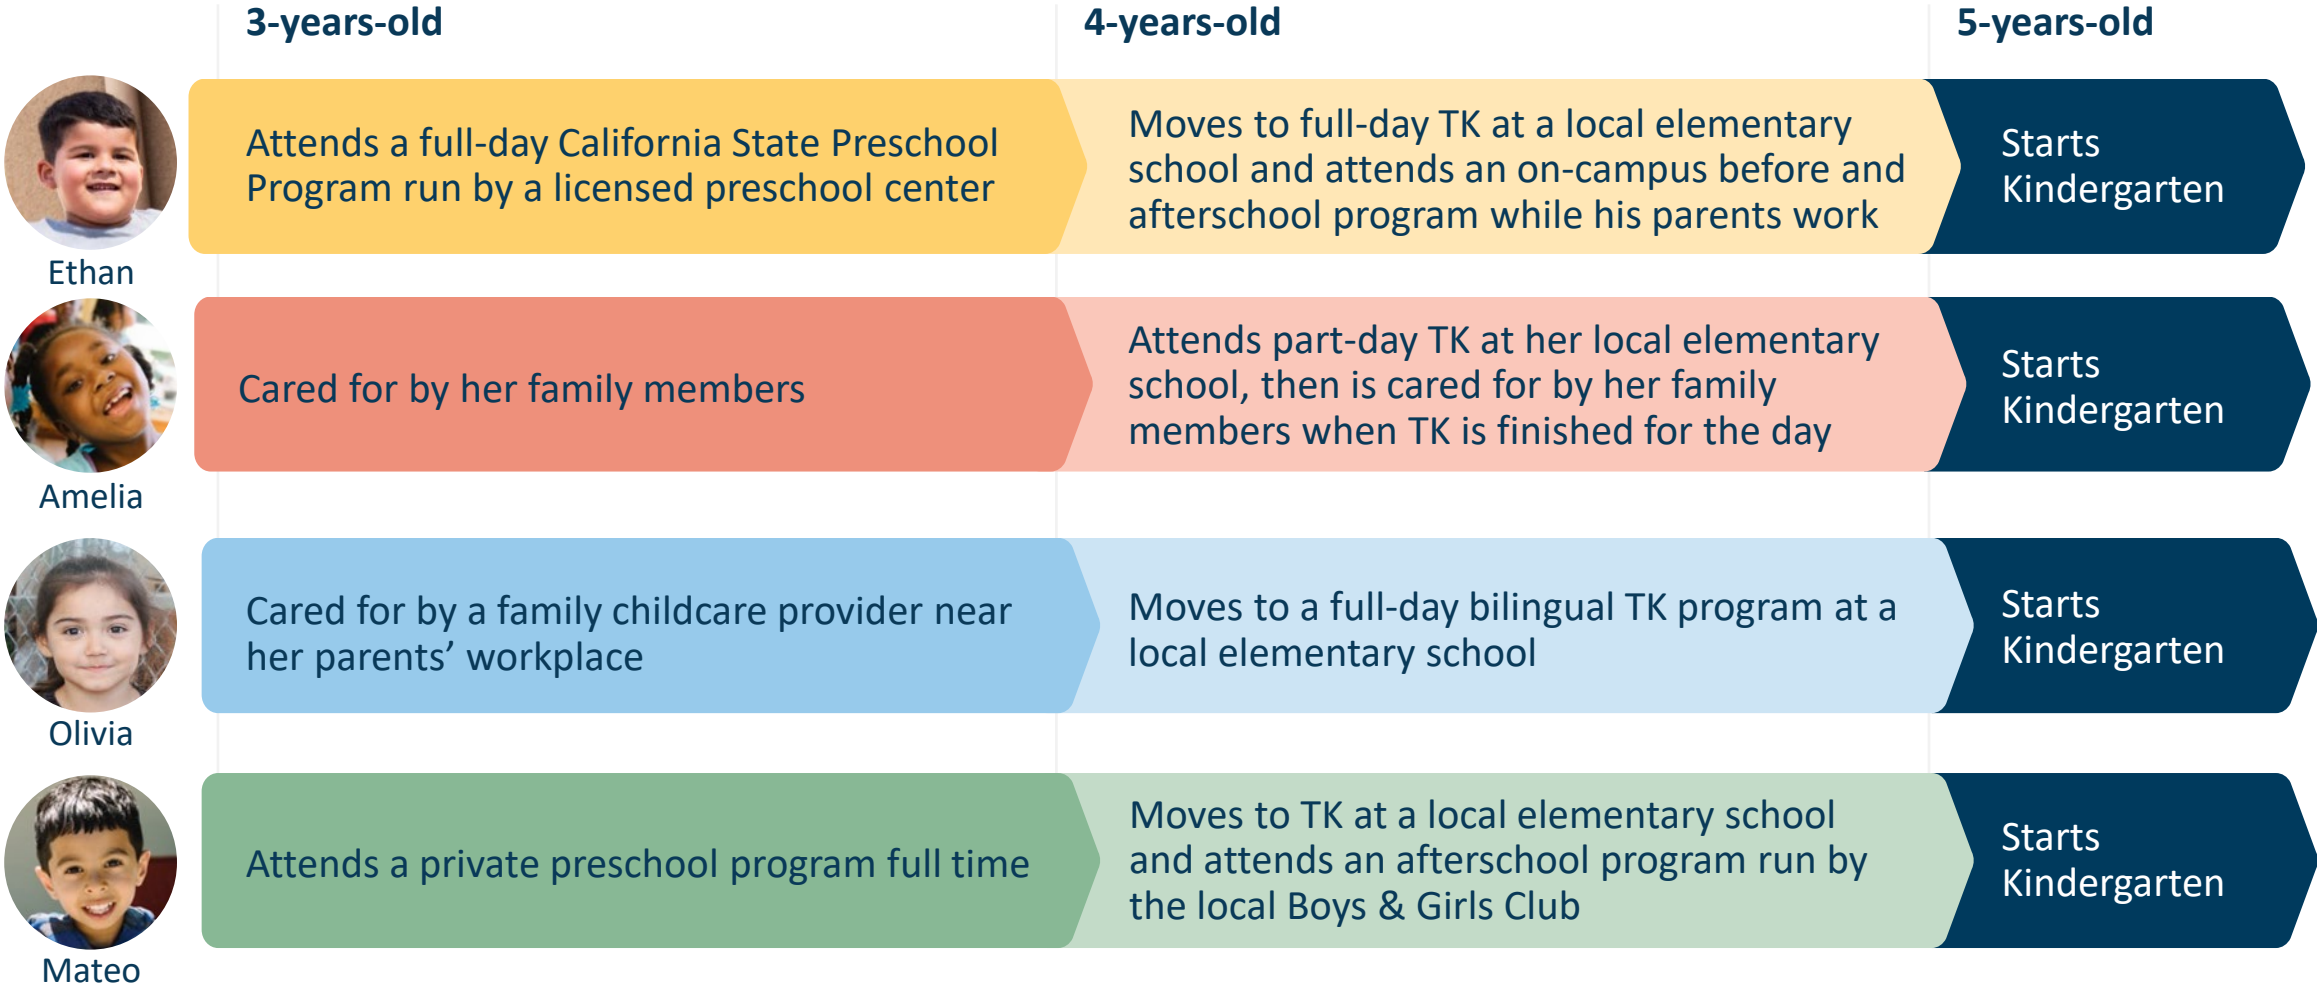 3-years-old
4-years-old
5-years-old
Attends a full-day California State Preschool
Program run by a licensed preschool center
Moves to full-day TK at a local elementary
school and attends an on-campus before and
afterschool program while his parents work
Starts
Kindergarten
Ethan
Cared for by her family members
Attends part-day TK at her local elementary
school, then is cared for by her family
members when TK is finished for the day
Starts
Kindergarten
Amelia
Cared for by a family childcare provider near
her parents’ workplace
Moves to a full-day bilingual TK program at a
local elementary school
Starts
Kindergarten
Olivia
Attends a private preschool program full time
Moves to TK at a local elementary school
and attends an afterschool program run by
the local Boys & Girls Club
Starts
Kindergarten
Mateo